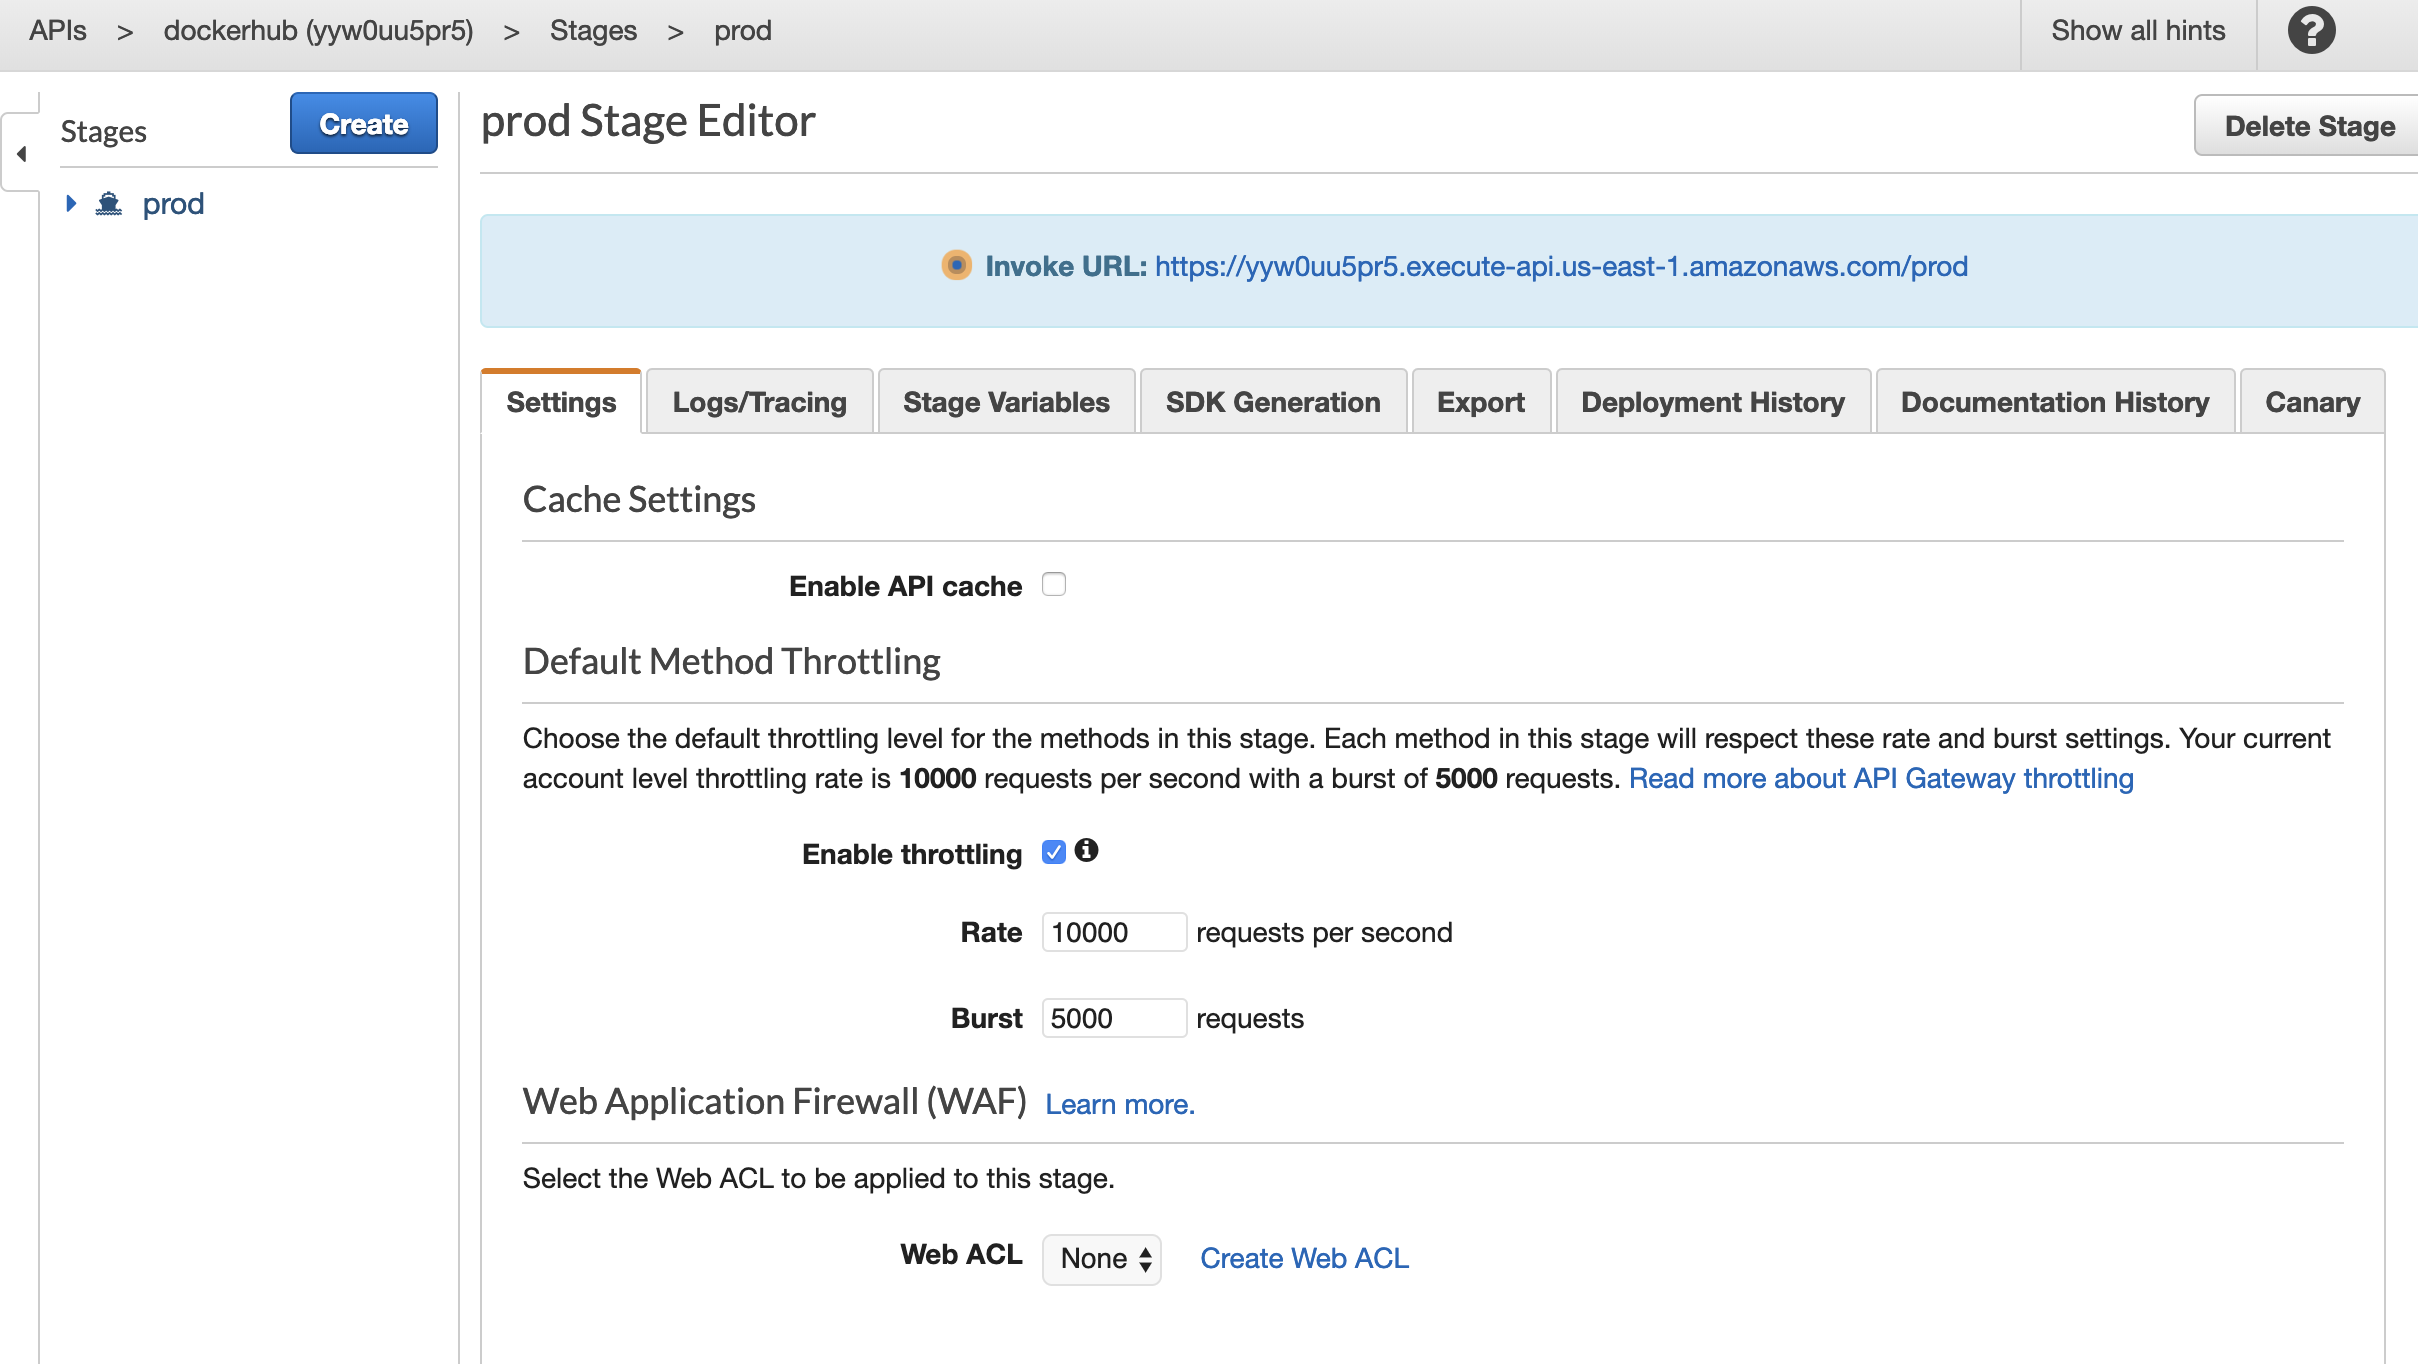 APIs > dockerhub (yyw0uu5pr5) > Stages > prod
Show all hints
?
Stages
Create
prod
prod Stage Editor
Delete Stage
Invoke URL: https://yyw0uu5pr5.execute-api.us-east-1.amazonaws.com/prod
Settings
Logs/Tracing
Stage Variables
SDK Generation
Export
Deployment History
Documentation History
Canary
Cache Settings
Enable API cache
Default Method Throttling
Choose the default throttling level for the methods in this stage. Each method in this stage will respect these rate and burst settings. Your current
account level throttling rate is 10000 requests per second with a burst of 5000 requests. Read more about API Gateway throttling
Enable throttling
Rate 10000 requests per second
Burst 5000 requests
Web Application Firewall (WAF) Learn more.
Select the Web ACL to be applied to this stage.
Web ACL None Create Web ACL